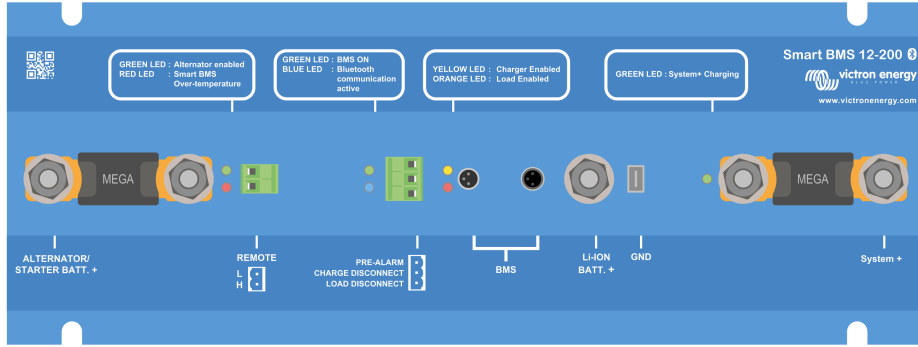 GREEN LED : Alternator enabled
RED LED : Smart BMS
Over-temperature
GREEN LED : BMS ON
BLUE LED : Bluetooth
communication
active
YELLOW LED : Charger Enabled
ORANGE LED : Load Enabled
GREEN LED : System+ Charging
Smart BMS 12-200
victron energy
BLUE POWER
www.victronenergy.com
MEGA
MEGA
ALTERNATOR/
STARTER BATT. +
REMOTE
L
H
PRE-ALARM
CHARGE DISCONNECT
LOAD DISCONNECT
BMS
Li-ION
BATT. +
GND
System +